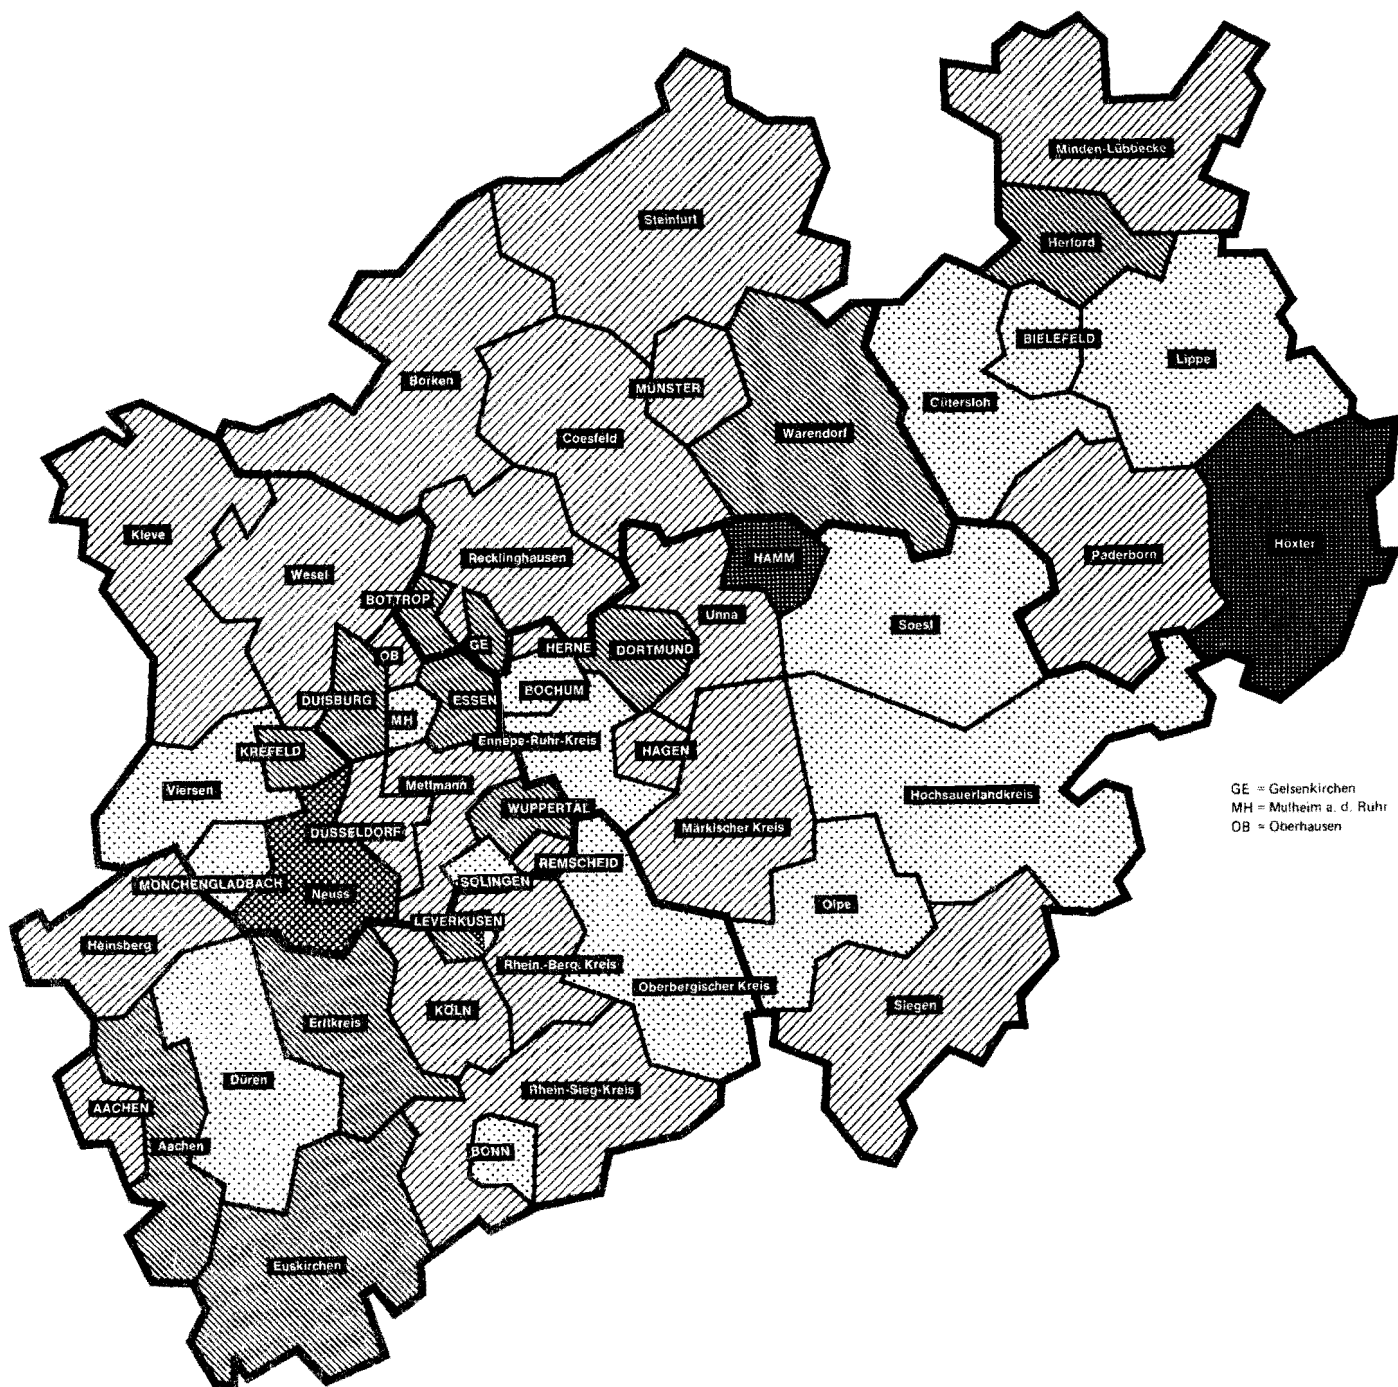 Minden-Lübbecke
Steinfurt
Herford
BIELEFELD
Lippe
Borken
MÜNSTER
Gütersloh
Coesfeld
Warendorf
Kleve
Höxter
Recklinghausen
HAMM
Paderborn
Wesel
BOTTROP
Unna
Soest
GE
HERNE
DORTMUND
OB
BOCHUM
DUISBURG
ESSEN
MH
Ennepe-Ruhr-Kreis
KREFELD
HAGEN
Mettmann
Viersen
Hochsauerlandkreis
GE = Gelsenkirchen
MH = Mülheim a. d. Ruhr
OB = Oberhausen
WUPPERTAL
DÜSSELDORF
Märkischer Kreis
REMSCHEID
MÖNCHENGLADBACH
SOLINGEN
Neuss
Olpe
LEVERKUSEN
Heinsberg
Rhein.-Berg. Kreis
Oberbergischer Kreis
Siegen
KÖLN
Erftkreis
Düren
Rhein-Sieg-Kreis
AACHEN
Aachen
BONN
Euskirchen